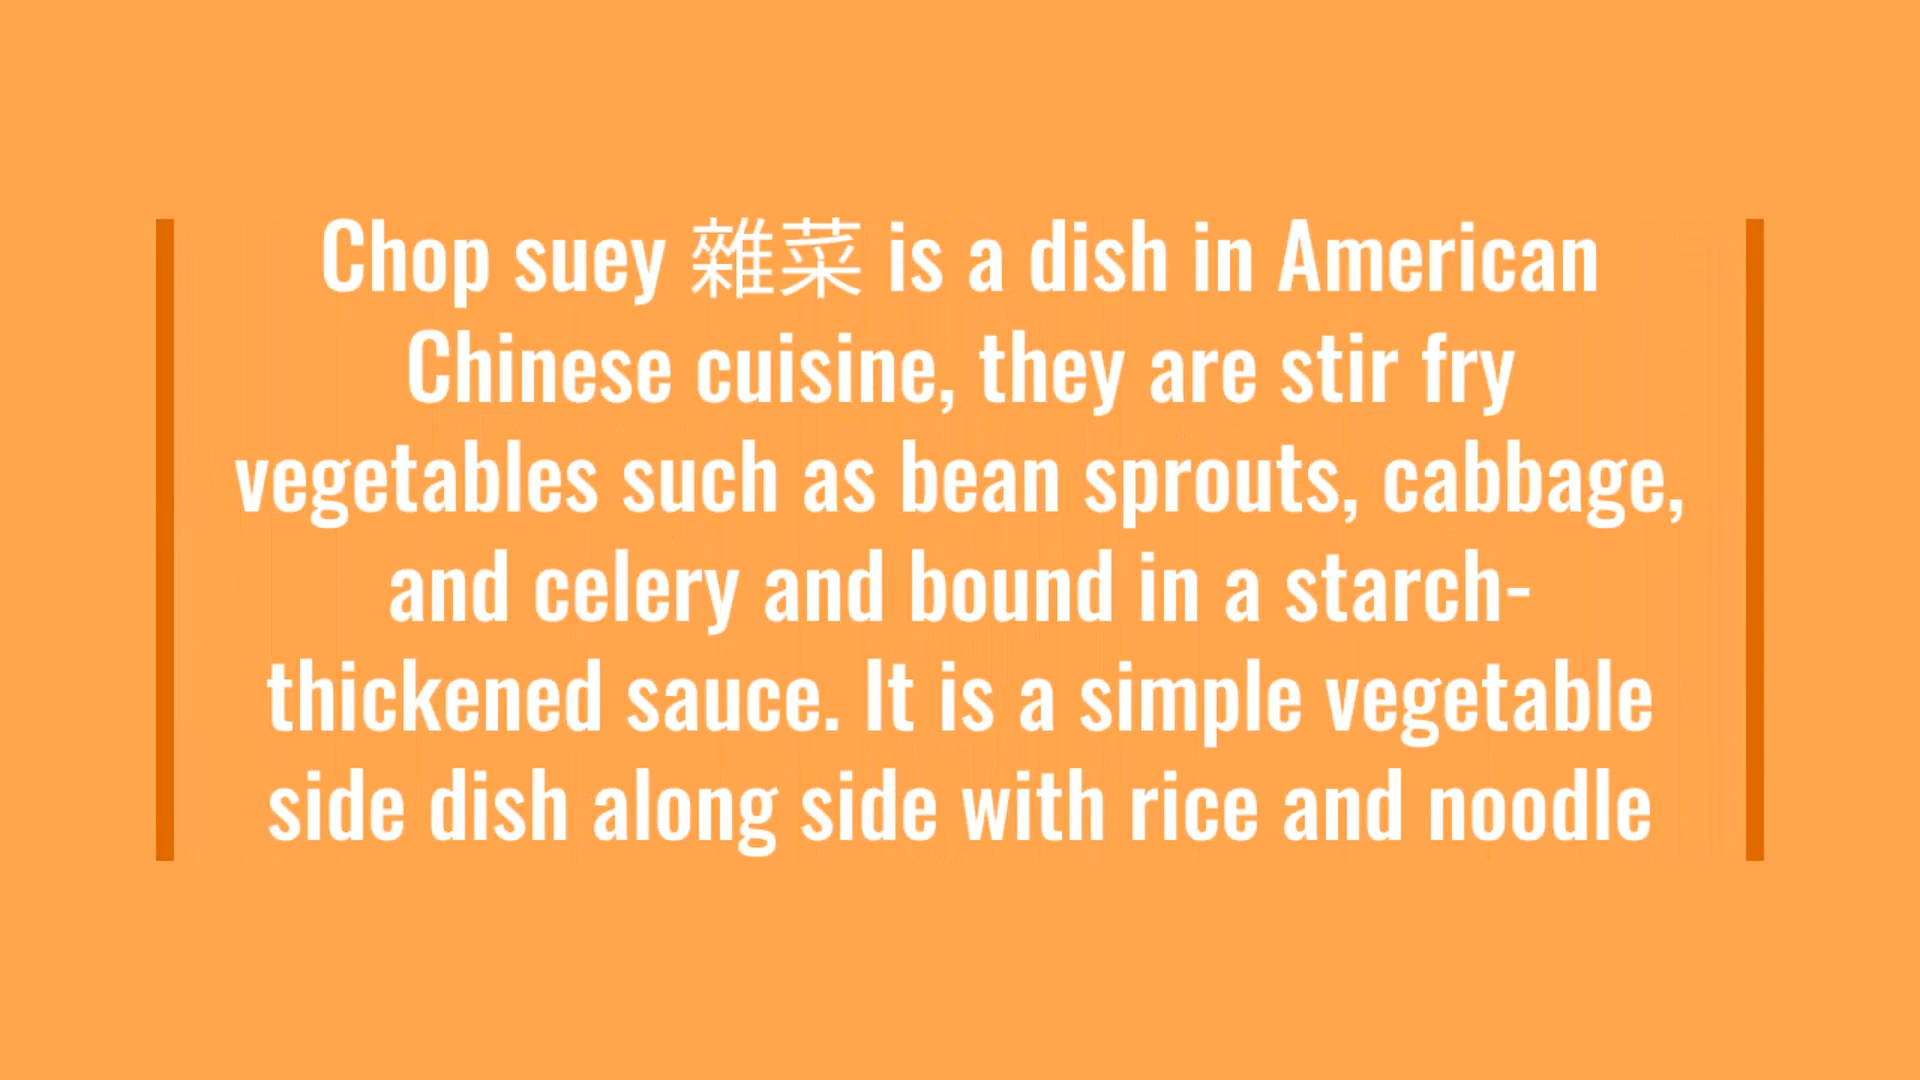 Chop suey 雜菜 is a dish in American
Chinese cuisine, they are stir fry
vegetables such as bean sprouts, cabbage,
and celery and bound in a starch-
thickened sauce. It is a simple vegetable
side dish along side with rice and noodle